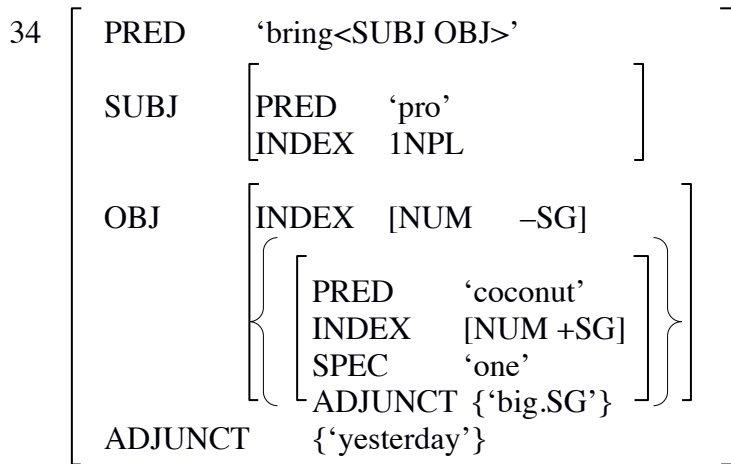 34 PRED ‘bring<SUBJ OBJ>’
SUBJ PRED ‘pro’
INDEX 1NPL
OBJ INDEX [NUM –SG]
PRED ‘coconut’
INDEX [NUM +SG]
SPEC ‘one’
ADJUNCT {‘big.SG’}
ADJUNCT {‘yesterday’}